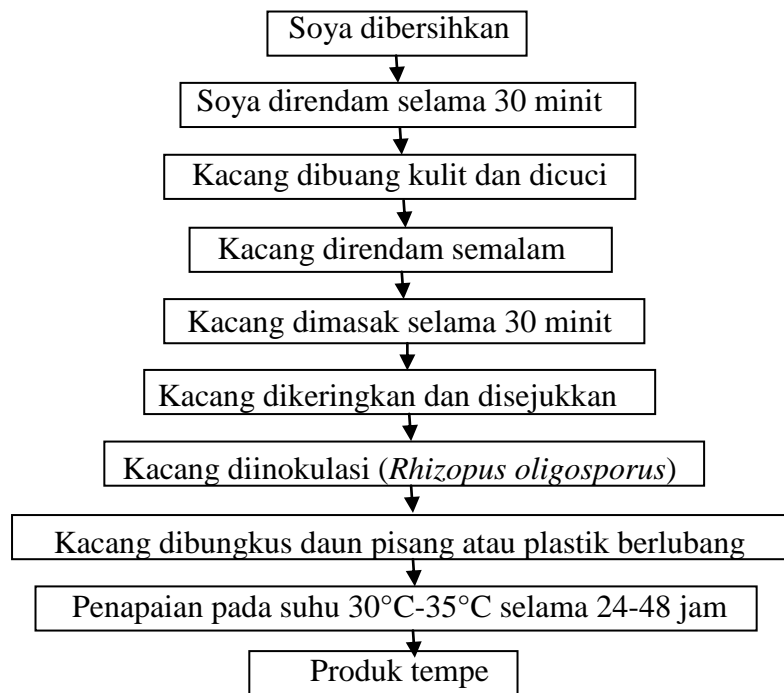 Soya dibersihkan
Soya direndam selama 30 minit
Kacang dibuang kulit dan dicuci
Kacang direndam semalam
Kacang dimasak selama 30 minit
Kacang dikeringkan dan disejukkan
Kacang diinokulasi (Rhizopus oligosporus)
Kacang dibungkus daun pisang atau plastik berlubang
Penapaian pada suhu 30°C-35°C selama 24-48 jam
Produk tempe